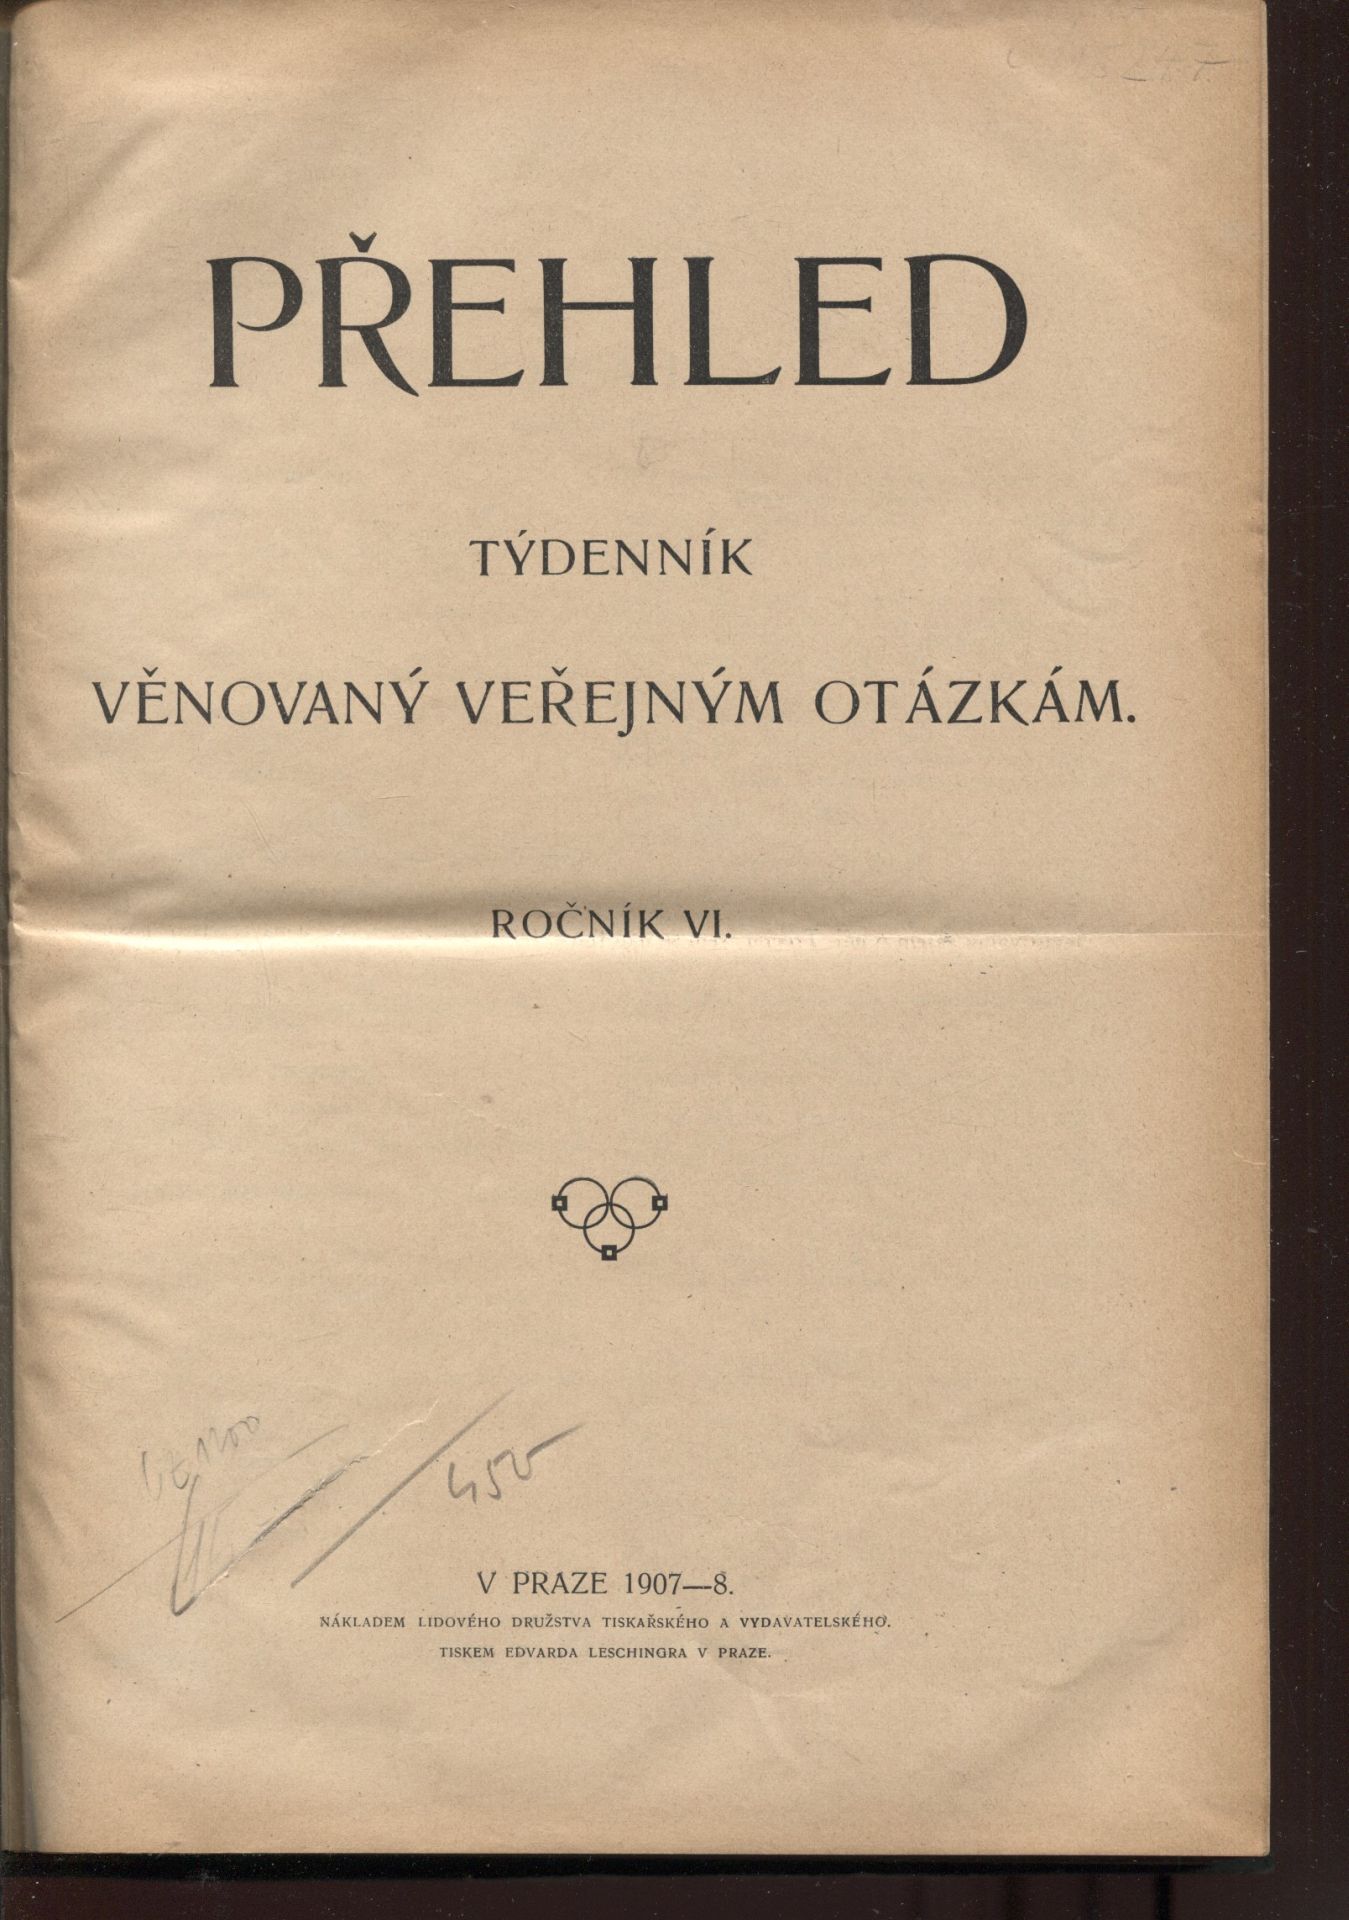 PŘEHLED
TÝDENNÍK
VĚNOVANÝ VEŘEJNÝM OTÁZKÁM.
ROČNÍK VI.
450
V PRAZE 1907—8.
NÁKLADEM LIDOVÉHO DRUŽSTVA TISKAŘSKÉHO A VYDAVATELSKÉHO.
TISKEM EDVARDA LESCHINGRA V PRAZE.